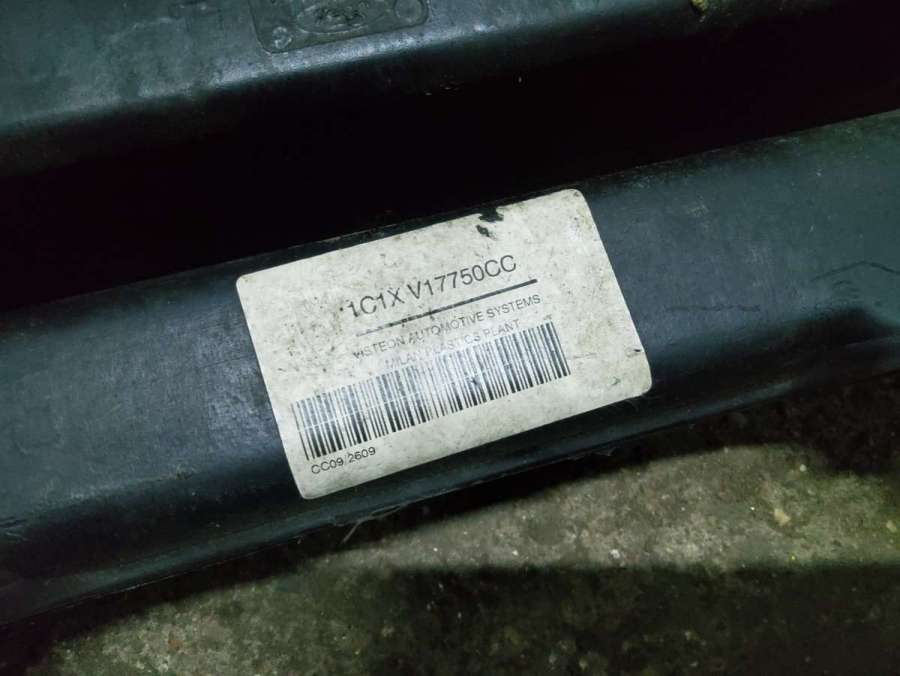 1C1X V17750CC
VISTEON AUTOMOTIVE SYSTEMS
MILAN PLASTICS PLANT
CC09/2609